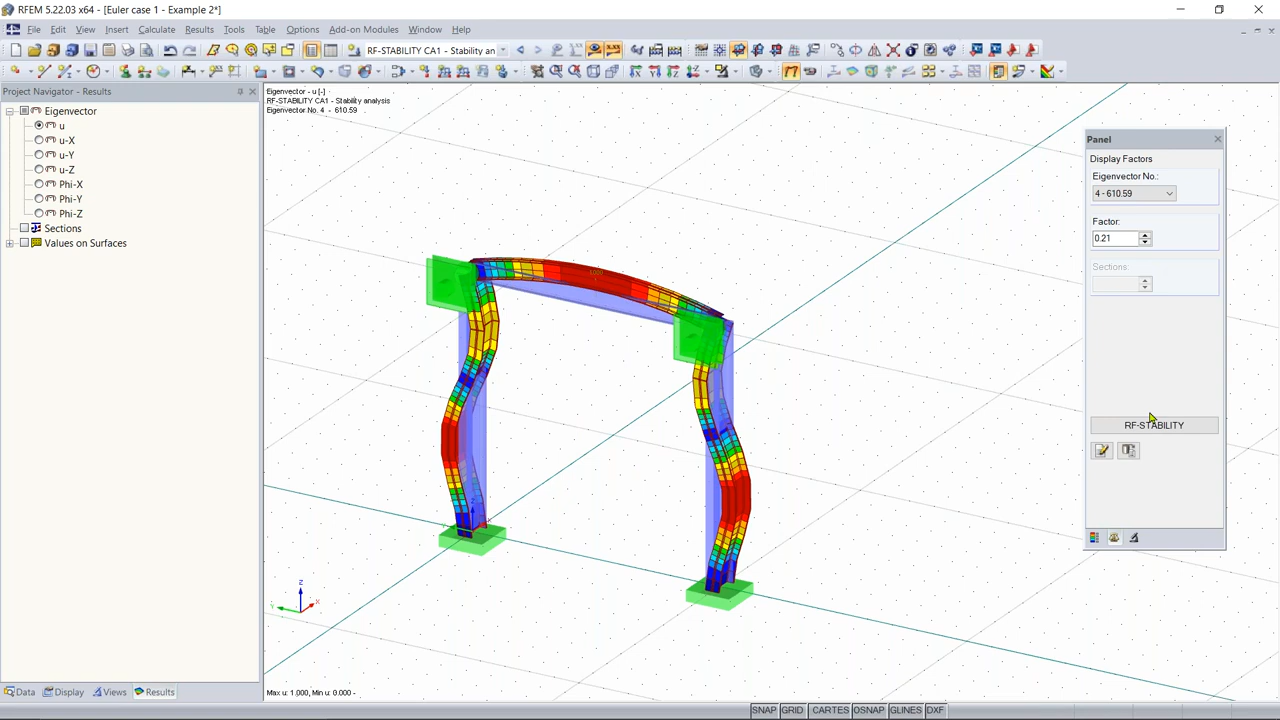 RFEM 5.22.03 x64 - [Euler case 1 - Example 2*]
File Edit View Insert Calculate Results Tools Table Options Add-on Modules Window Help
RF-STABILITY CA1 - Stability an
Project Navigator - Results
Eigenvector
u
u-X
u-Y
u-Z
Phi-X
Phi-Y
Phi-Z
Sections
Values on Surfaces
Eigenvector - u [-]
RF-STABILITY CA1 - Stability analysis
Eigenvector No. 4 - 610.59
Z
X
Y
Max u: 1.000, Min u: 0.000 -
Panel
Display Factors
Eigenvector No.:
4 - 610.59
Factor:
0.21
Sections:
RF-STABILITY
Data Display Views Results
SNAP GRID CARTES OSNAP GLINES DXF